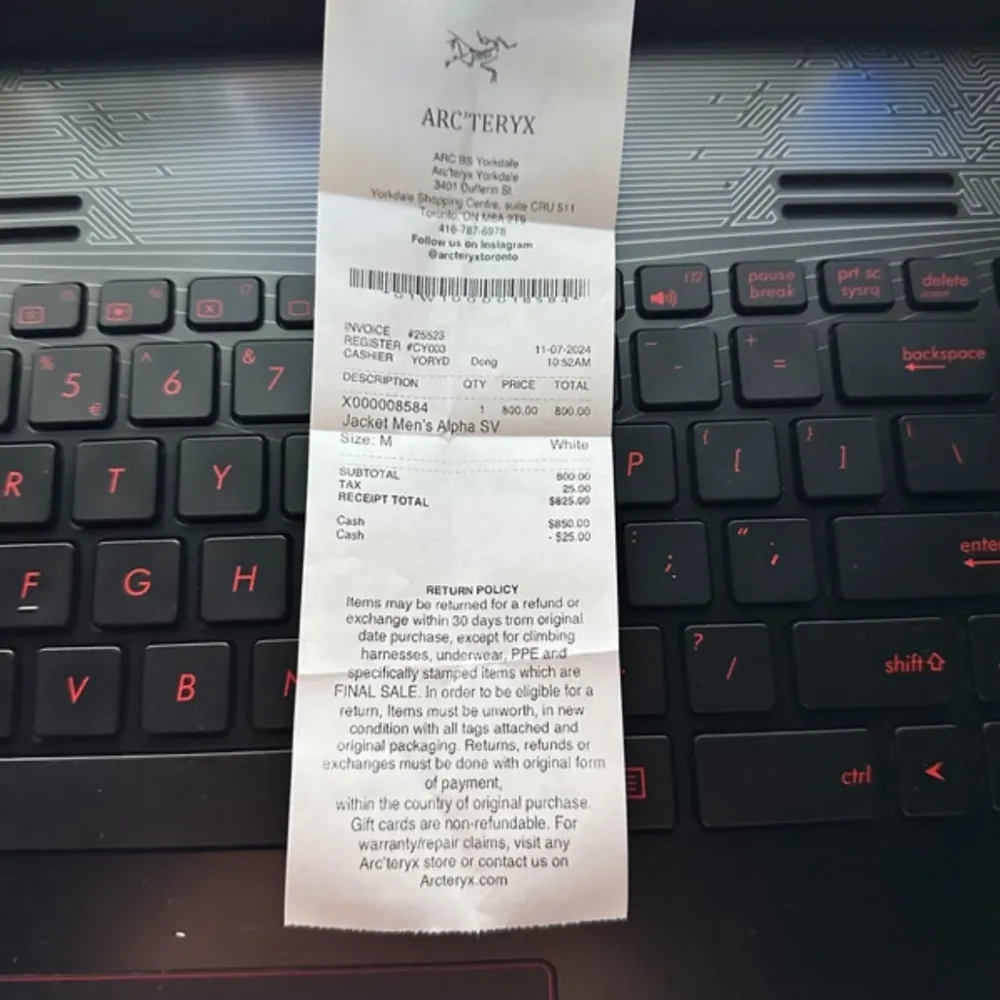 ARC'TERYX
ARC BS Yorkdale
Arc'teryx Yorkdale
3401 Dufferin St.
Yorkdale Shopping Centre, suite CRU 511
Toronto, ON M6A 2T9
416-787-6978
Follow us on Instagram
@arcteryxtoronto
INVOICE #25523
REGISTER #CY003 11-07-2024
CASHIER YORYD Dong 10:52AM
DESCRIPTION QTY PRICE TOTAL
X000008584 1 800.00 800.00
Jacket Men's Alpha SV
Size: M White
SUBTOTAL 800.00
TAX 25.00
RECEIPT TOTAL $825.00
Cash $850.00
Cash - $25.00
RETURN POLICY
Items may be returned for a refund or
exchange within 30 days trom original
date purchase, except for climbing
harnesses, underwear, PPE and
specifically stamped items which are
FINAL SALE. In order to be eligible for a
return, Items must be unworth, in new
condition with all tags attached and
original packaging. Returns, refunds or
exchanges must be done with original form
of payment,
within the country of original purchase.
Gift cards are non-refundable. For
warranty/repair claims, visit any
Arc'teryx store or contact us on
Arcteryx.com
f12 pause break prt sc sysrq delete
% 5 € ^ 6 & 7 _ - + = backspace
R T Y P { [ } ] \
F G H : ; " ' enter
V B N ? / shift
ctrl